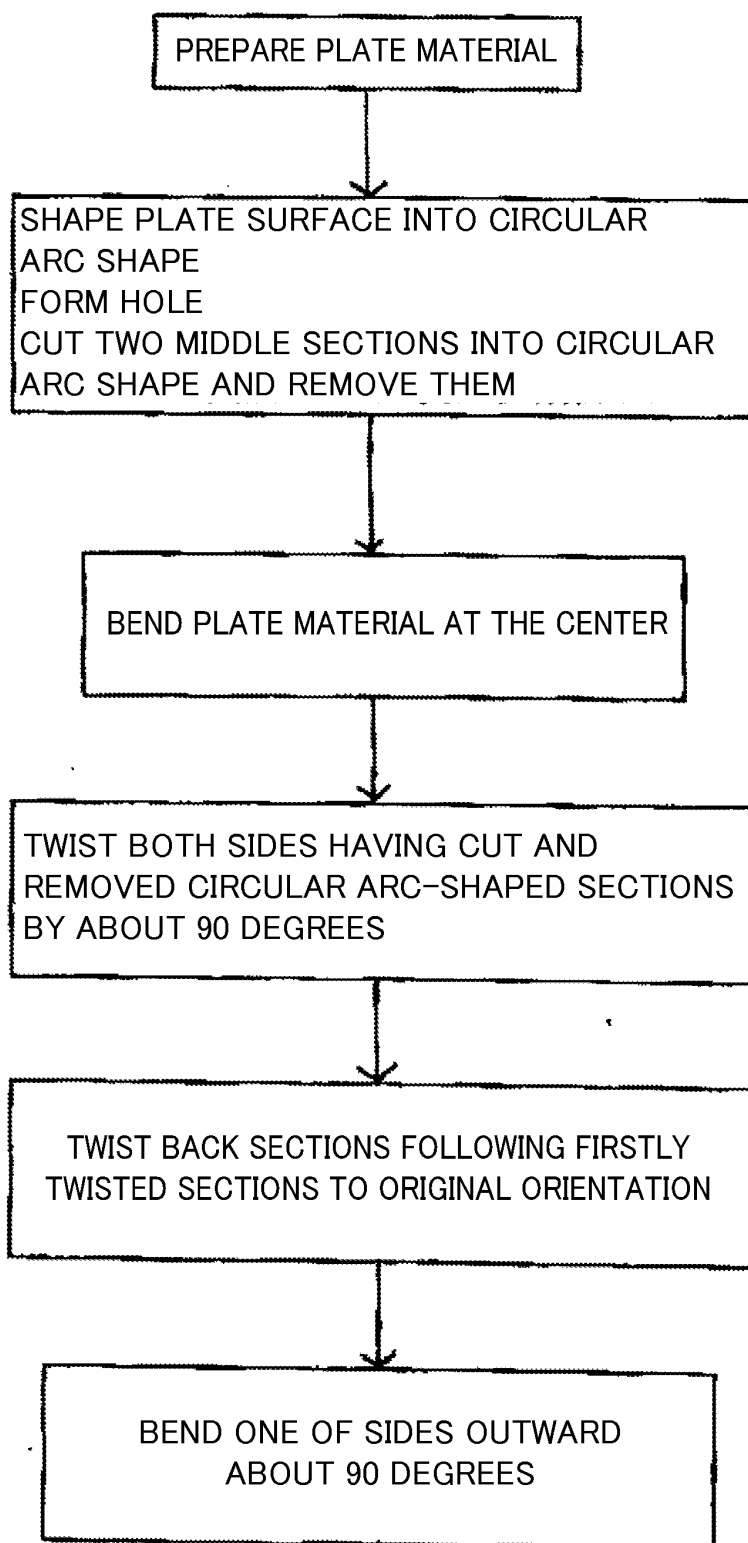 PREPARE PLATE MATERIAL
SHAPE PLATE SURFACE INTO CIRCULAR
ARC SHAPE
FORM HOLE
CUT TWO MIDDLE SECTIONS INTO CIRCULAR
ARC SHAPE AND REMOVE THEM
BEND PLATE MATERIAL AT THE CENTER
TWIST BOTH SIDES HAVING CUT AND
REMOVED CIRCULAR ARC-SHAPED SECTIONS
BY ABOUT 90 DEGREES
TWIST BACK SECTIONS FOLLOWING FIRSTLY
TWISTED SECTIONS TO ORIGINAL ORIENTATION
BEND ONE OF SIDES OUTWARD
ABOUT 90 DEGREES